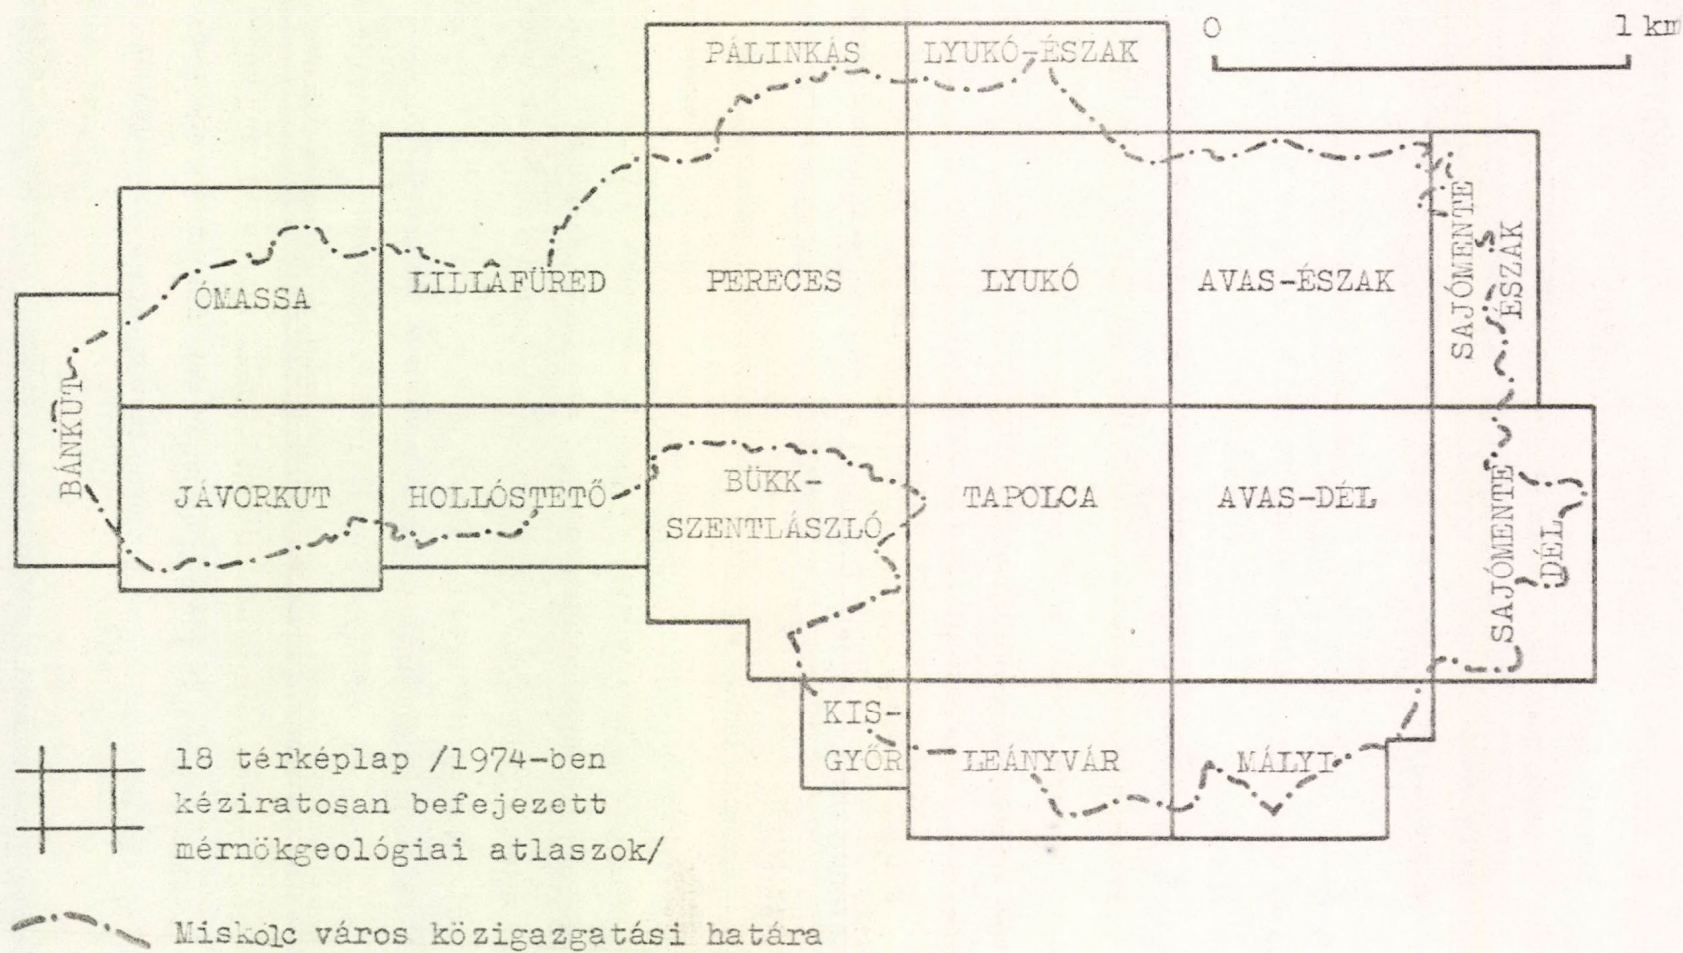 PÁLINKÁS
LYUKÓ-ÉSZAK
0
1 km
ÓMASSA
LILLAFÜRED
PERECES
LYUKÓ
AVAS-ÉSZAK
SAJÓMENTE
ÉSZAK
BÁNKÚT
JÁVORKUT
HOLLÓSTETŐ
BÜKK-
SZENTLÁSZLÓ
TAPOLCA
AVAS-DÉL
SAJÓMENTE
DÉL
KIS-
GYŐR
LEÁNYVÁR
MÁLYI
18 térképlap /1974-ben
kéziratosan befejezett
mérnökgeológiai atlaszok/
Miskolc város közigazgatási határa